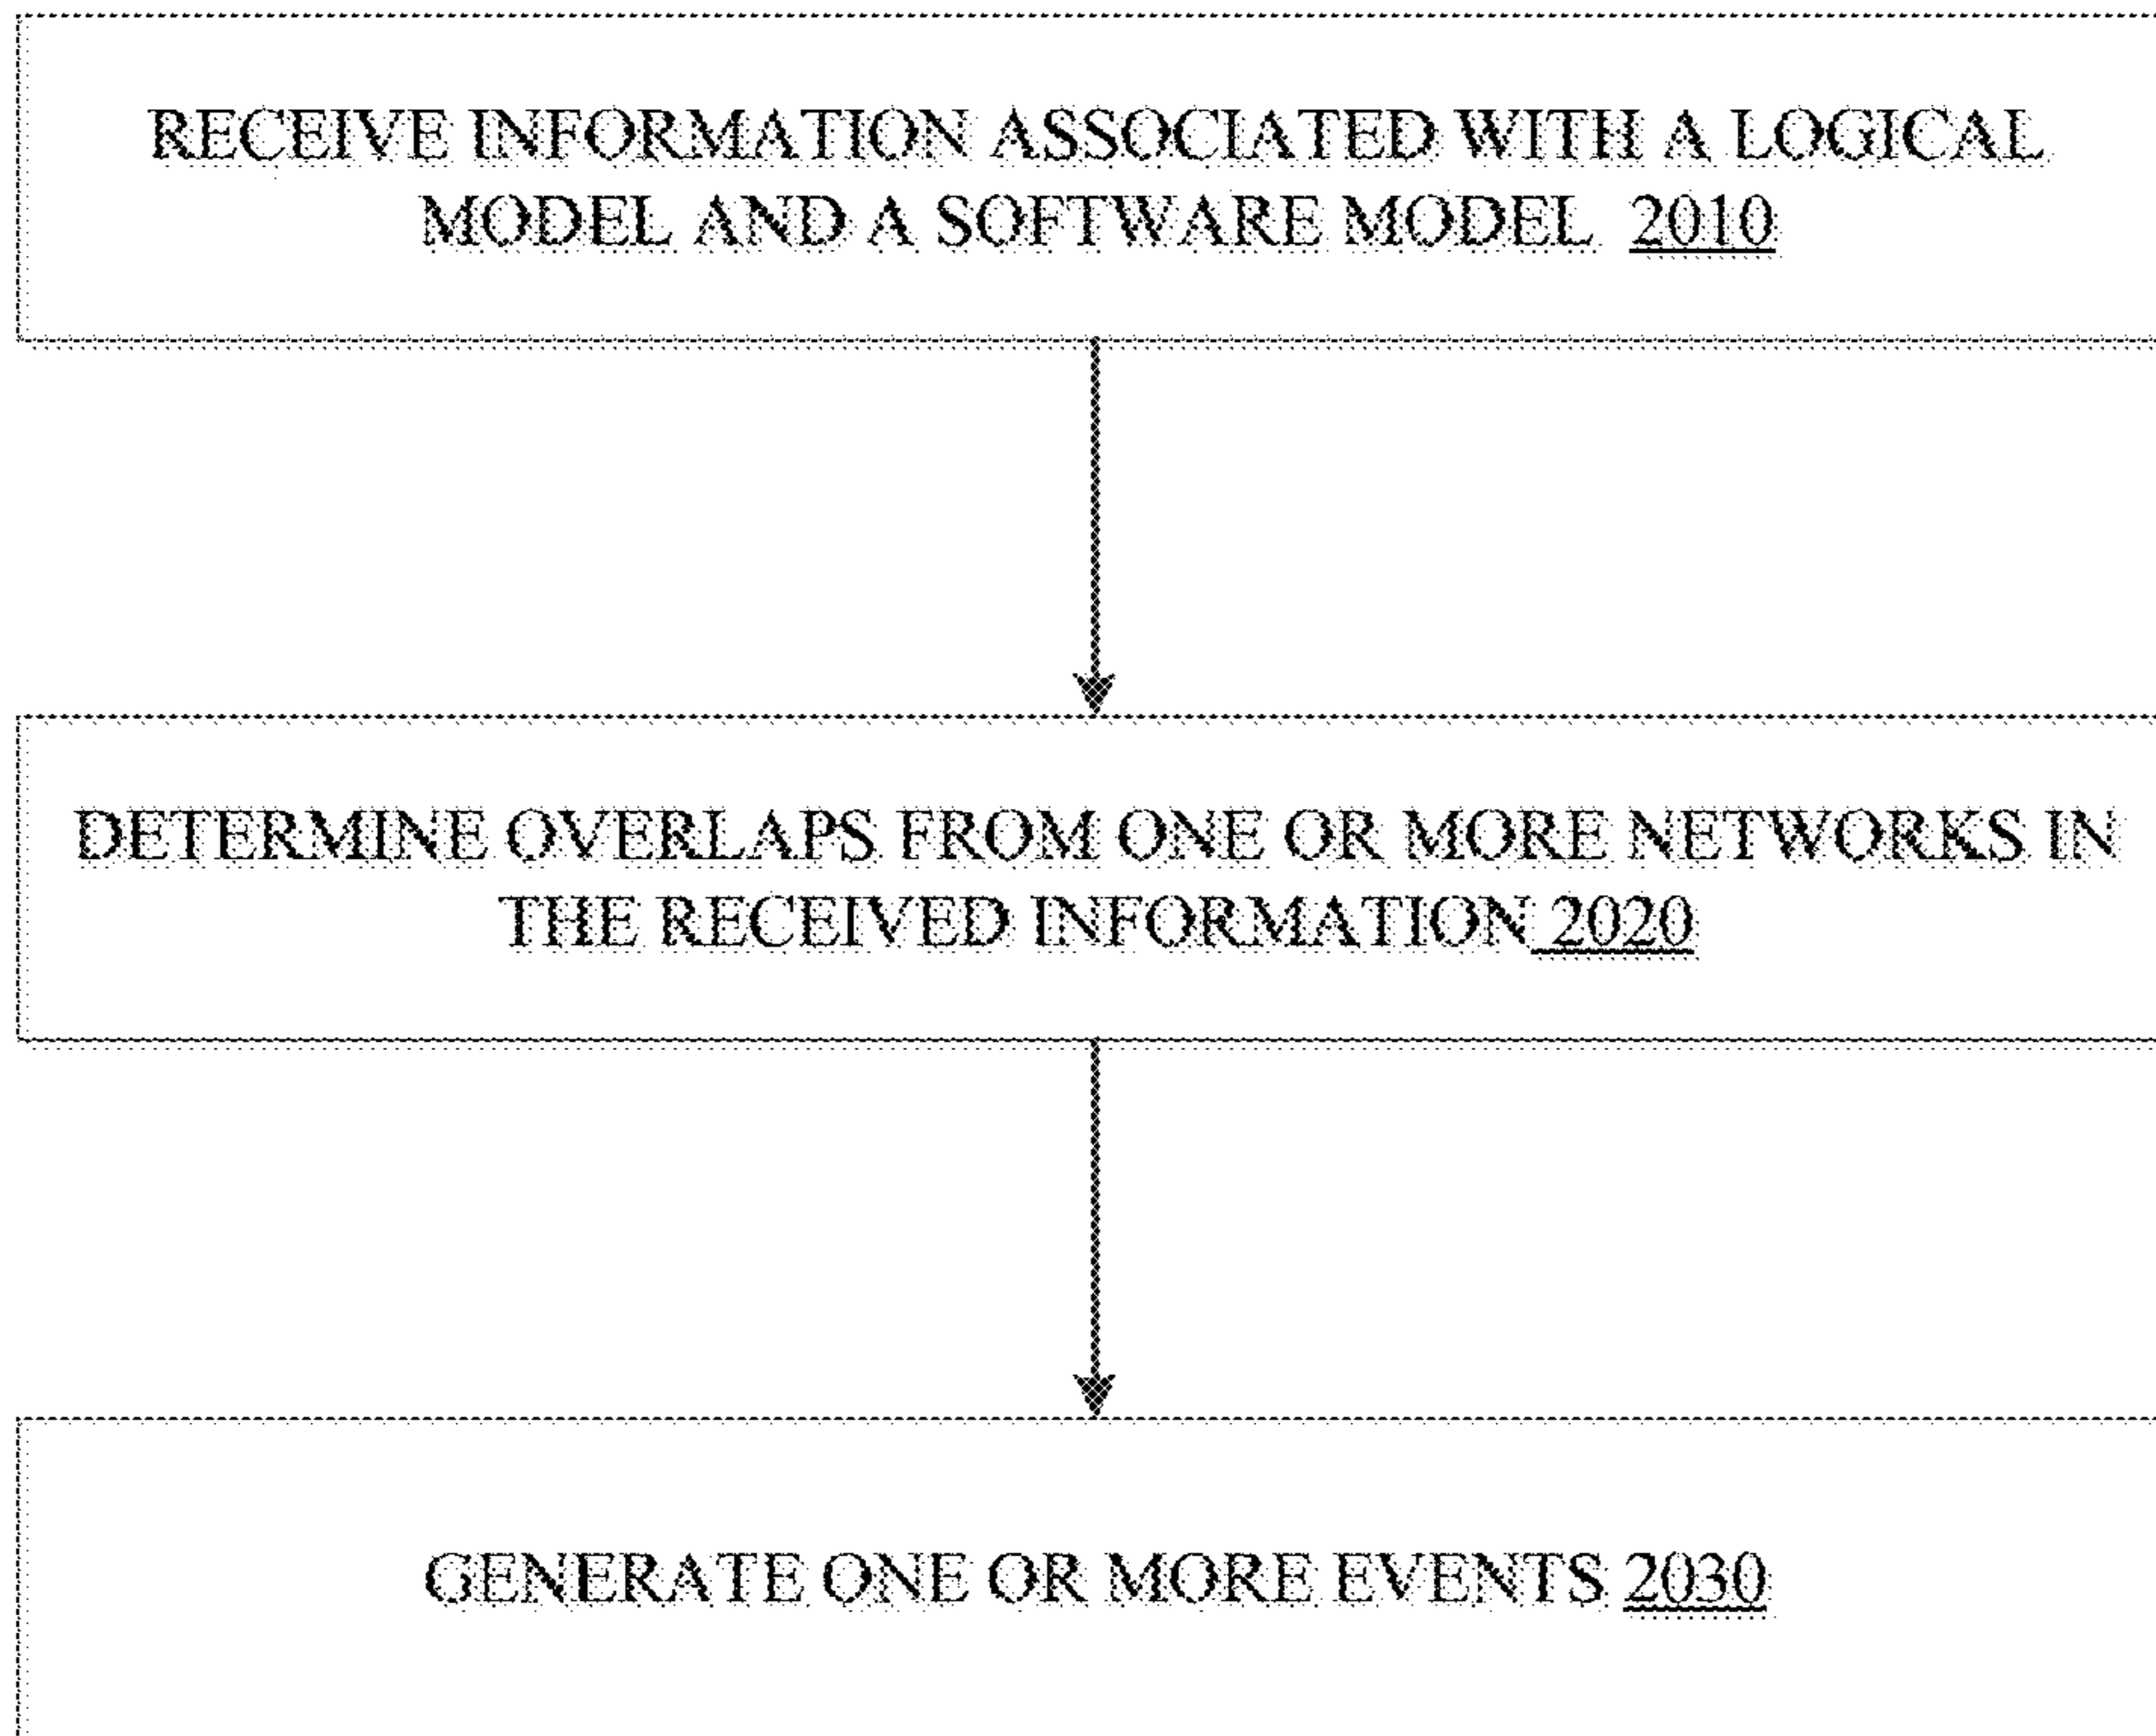 RECEIVE INFORMATION ASSOCIATED WITH A LOGICAL
MODEL AND A SOFTWARE MODEL 2010
DETERMINE OVERLAPS FROM ONE OR MORE NETWORKS IN
THE RECEIVED INFORMATION 2020
GENERATE ONE OR MORE EVENTS 2030